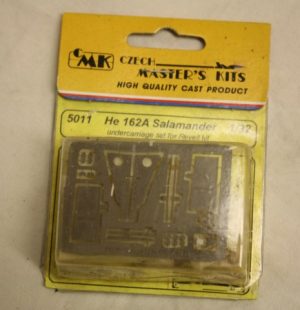 CMK
CZECH
MASTER'S KITS
HIGH QUALITY CAST PRODUCT
5011 He 162A Salamander 1/32
undercarriage set for Revell kit